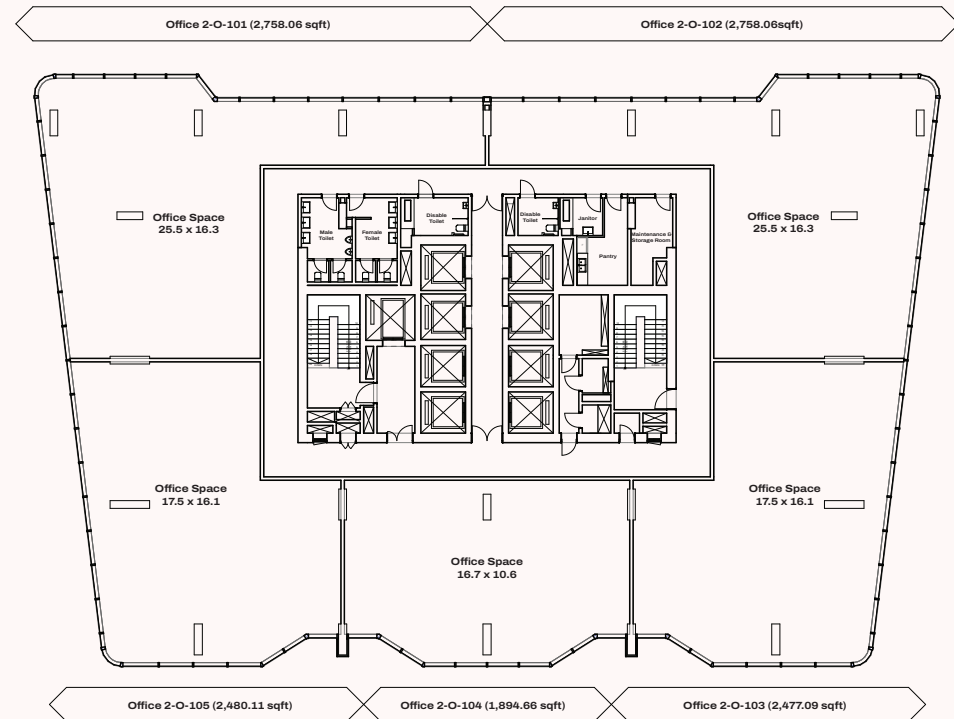 Office 2-O-101 (2,758.06 sqft)
Office 2-O-102 (2,758.06sqft)
Office Space
25.5 x 16.3
Office Space
25.5 x 16.3
Male
Toilet
Female
Toilet
Disable
Toilet
Disable
Toilet
Janitor
Maintenance &
Storage Room
Pantry
Office Space
17.5 x 16.1
Office Space
17.5 x 16.1
Office Space
16.7 x 10.6
Office 2-O-105 (2,480.11 sqft)
Office 2-O-104 (1,894.66 sqft)
Office 2-O-103 (2,477.09 sqft)